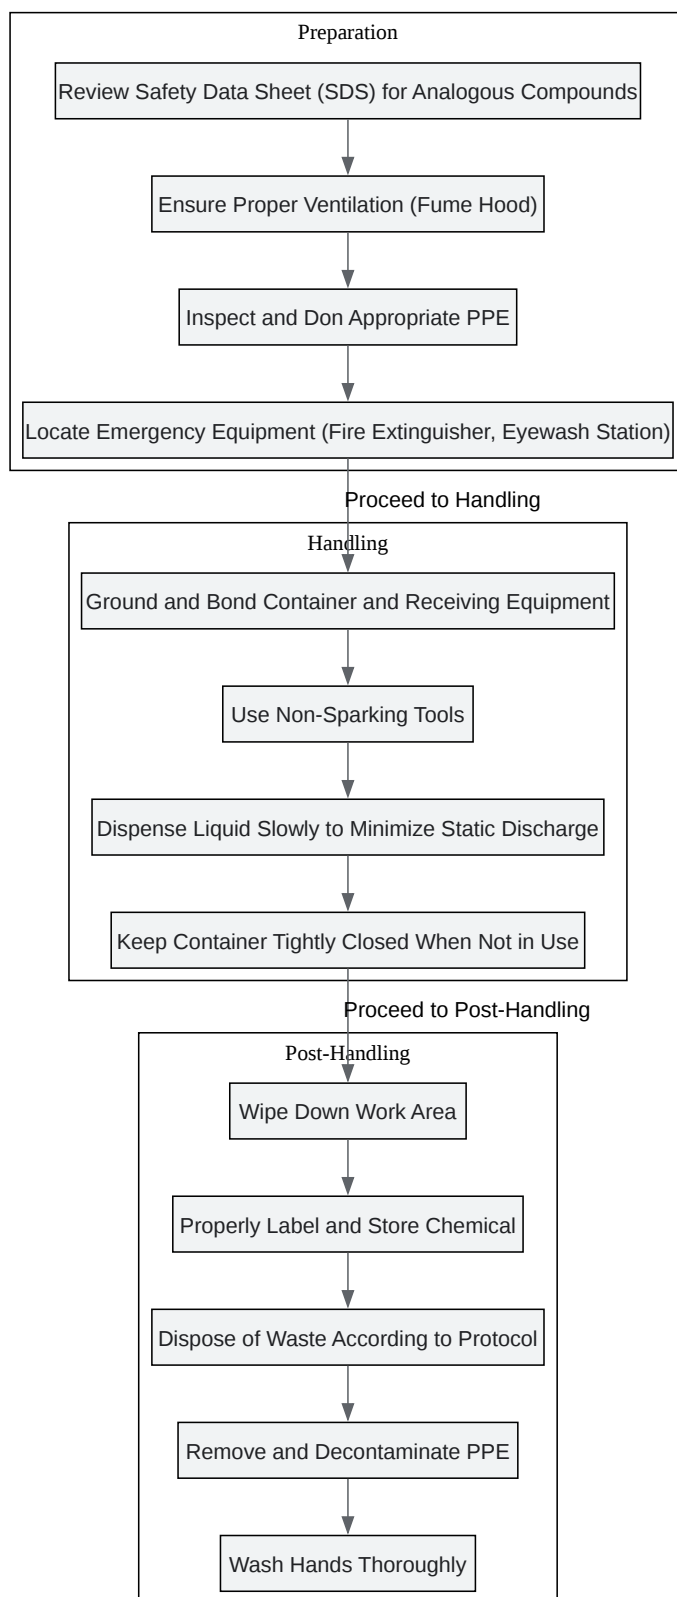 Preparation
Review Safety Data Sheet (SDS) for Analogous Compounds
Ensure Proper Ventilation (Fume Hood)
Inspect and Don Appropriate PPE
Locate Emergency Equipment (Fire Extinguisher, Eyewash Station)
Proceed to Handling
Handling
Ground and Bond Container and Receiving Equipment
Use Non-Sparking Tools
Dispense Liquid Slowly to Minimize Static Discharge
Keep Container Tightly Closed When Not in Use
Proceed to Post-Handling
Post-Handling
Wipe Down Work Area
Properly Label and Store Chemical
Dispose of Waste According to Protocol
Remove and Decontaminate PPE
Wash Hands Thoroughly